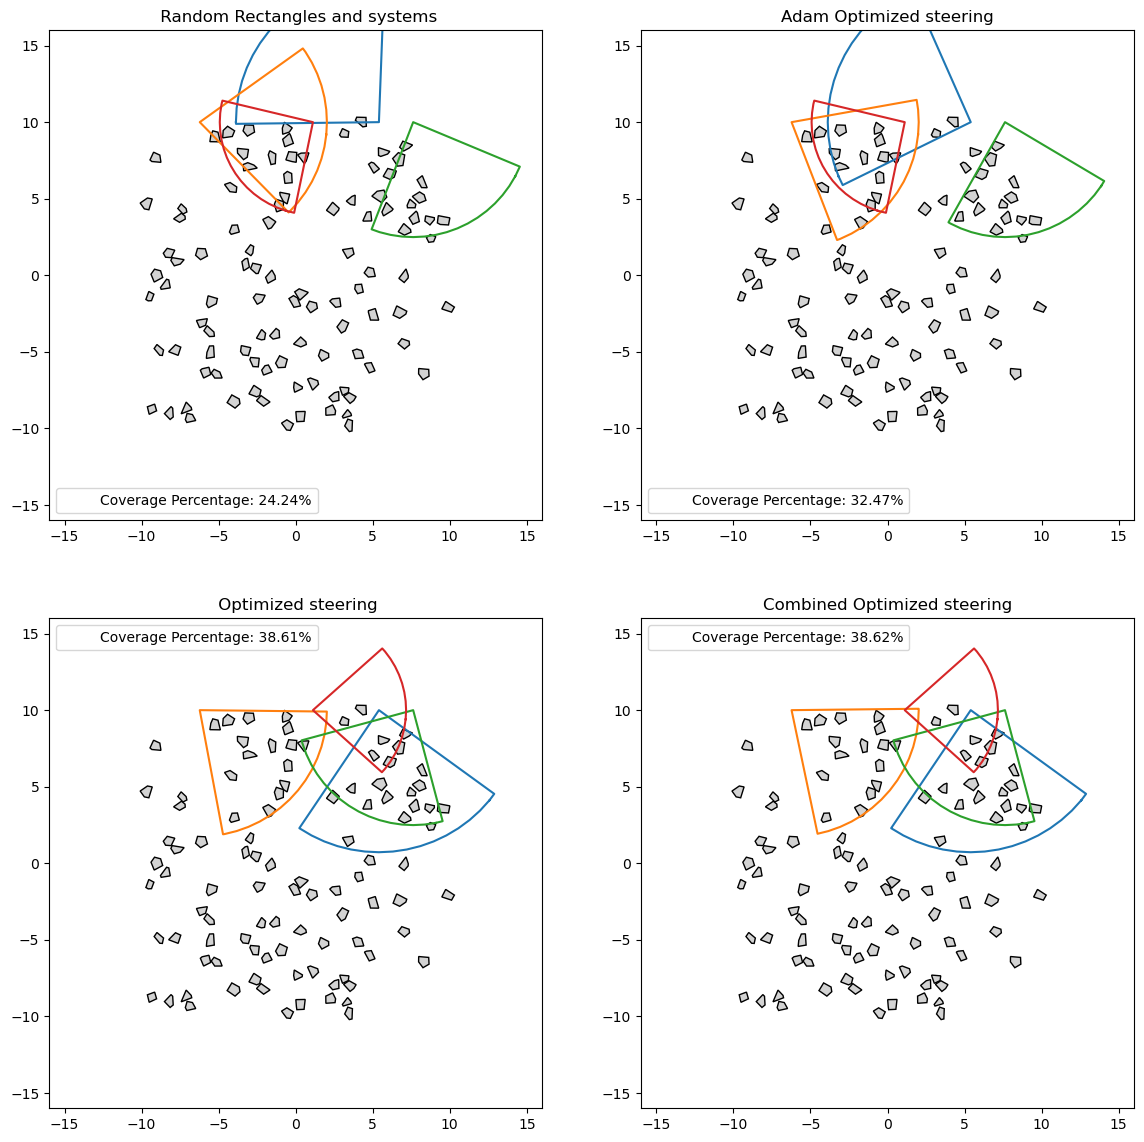 Random Rectangles and systems
15
10
5
0
−5
−10
−15
Coverage Percentage: 24.24%
−15 −10 −5 0 5 10 15
Adam Optimized steering
15
10
5
0
−5
−10
−15
Coverage Percentage: 32.47%
−15 −10 −5 0 5 10 15
Optimized steering
Coverage Percentage: 38.61%
15
10
5
0
−5
−10
−15
−15 −10 −5 0 5 10 15
Combined Optimized steering
Coverage Percentage: 38.62%
15
10
5
0
−5
−10
−15
−15 −10 −5 0 5 10 15